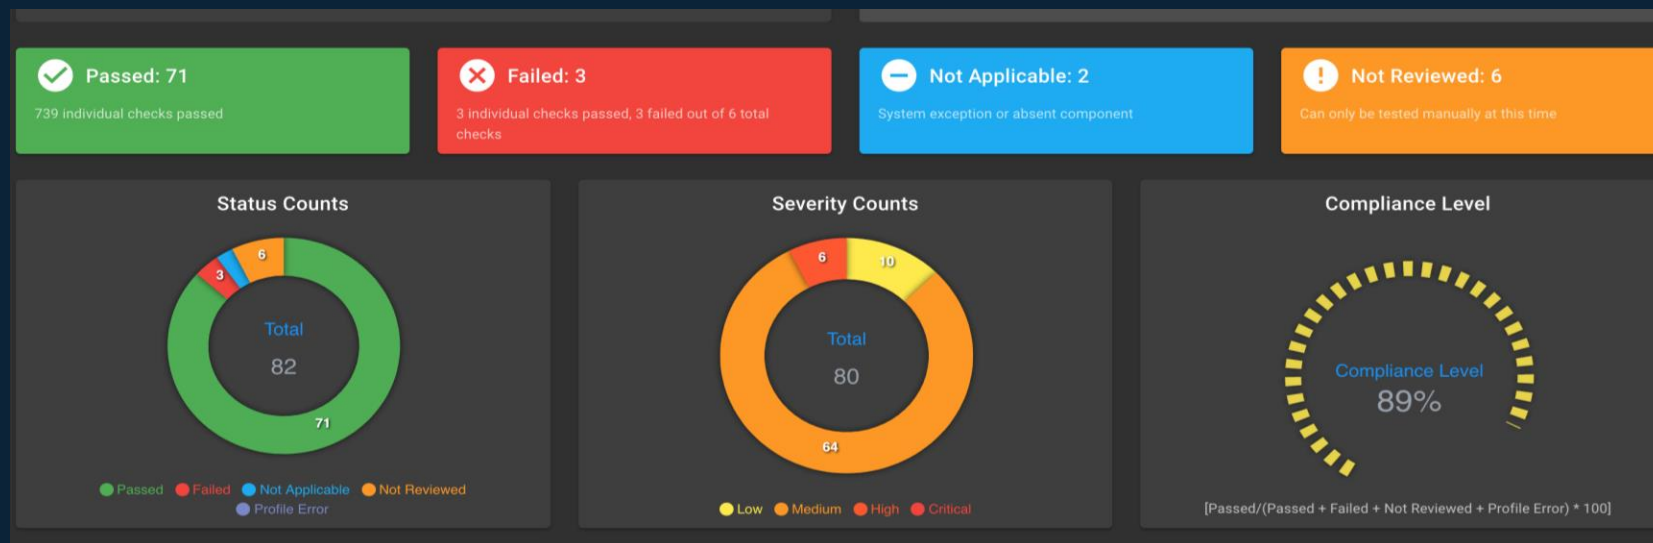 Passed: 71
739 individual checks passed
Failed: 3
3 individual checks passed, 3 failed out of 6 total
checks
Not Applicable: 2
System exception or absent component
Not Reviewed: 6
Can only be tested manually at this time
Status Counts
6
3
Total
82
71
Passed Failed Not Applicable Not Reviewed
Profile Error
Severity Counts
6
10
Total
80
64
Low Medium High Critical
Compliance Level
Compliance Level
89%
[Passed/(Passed + Failed + Not Reviewed + Profile Error) * 100]